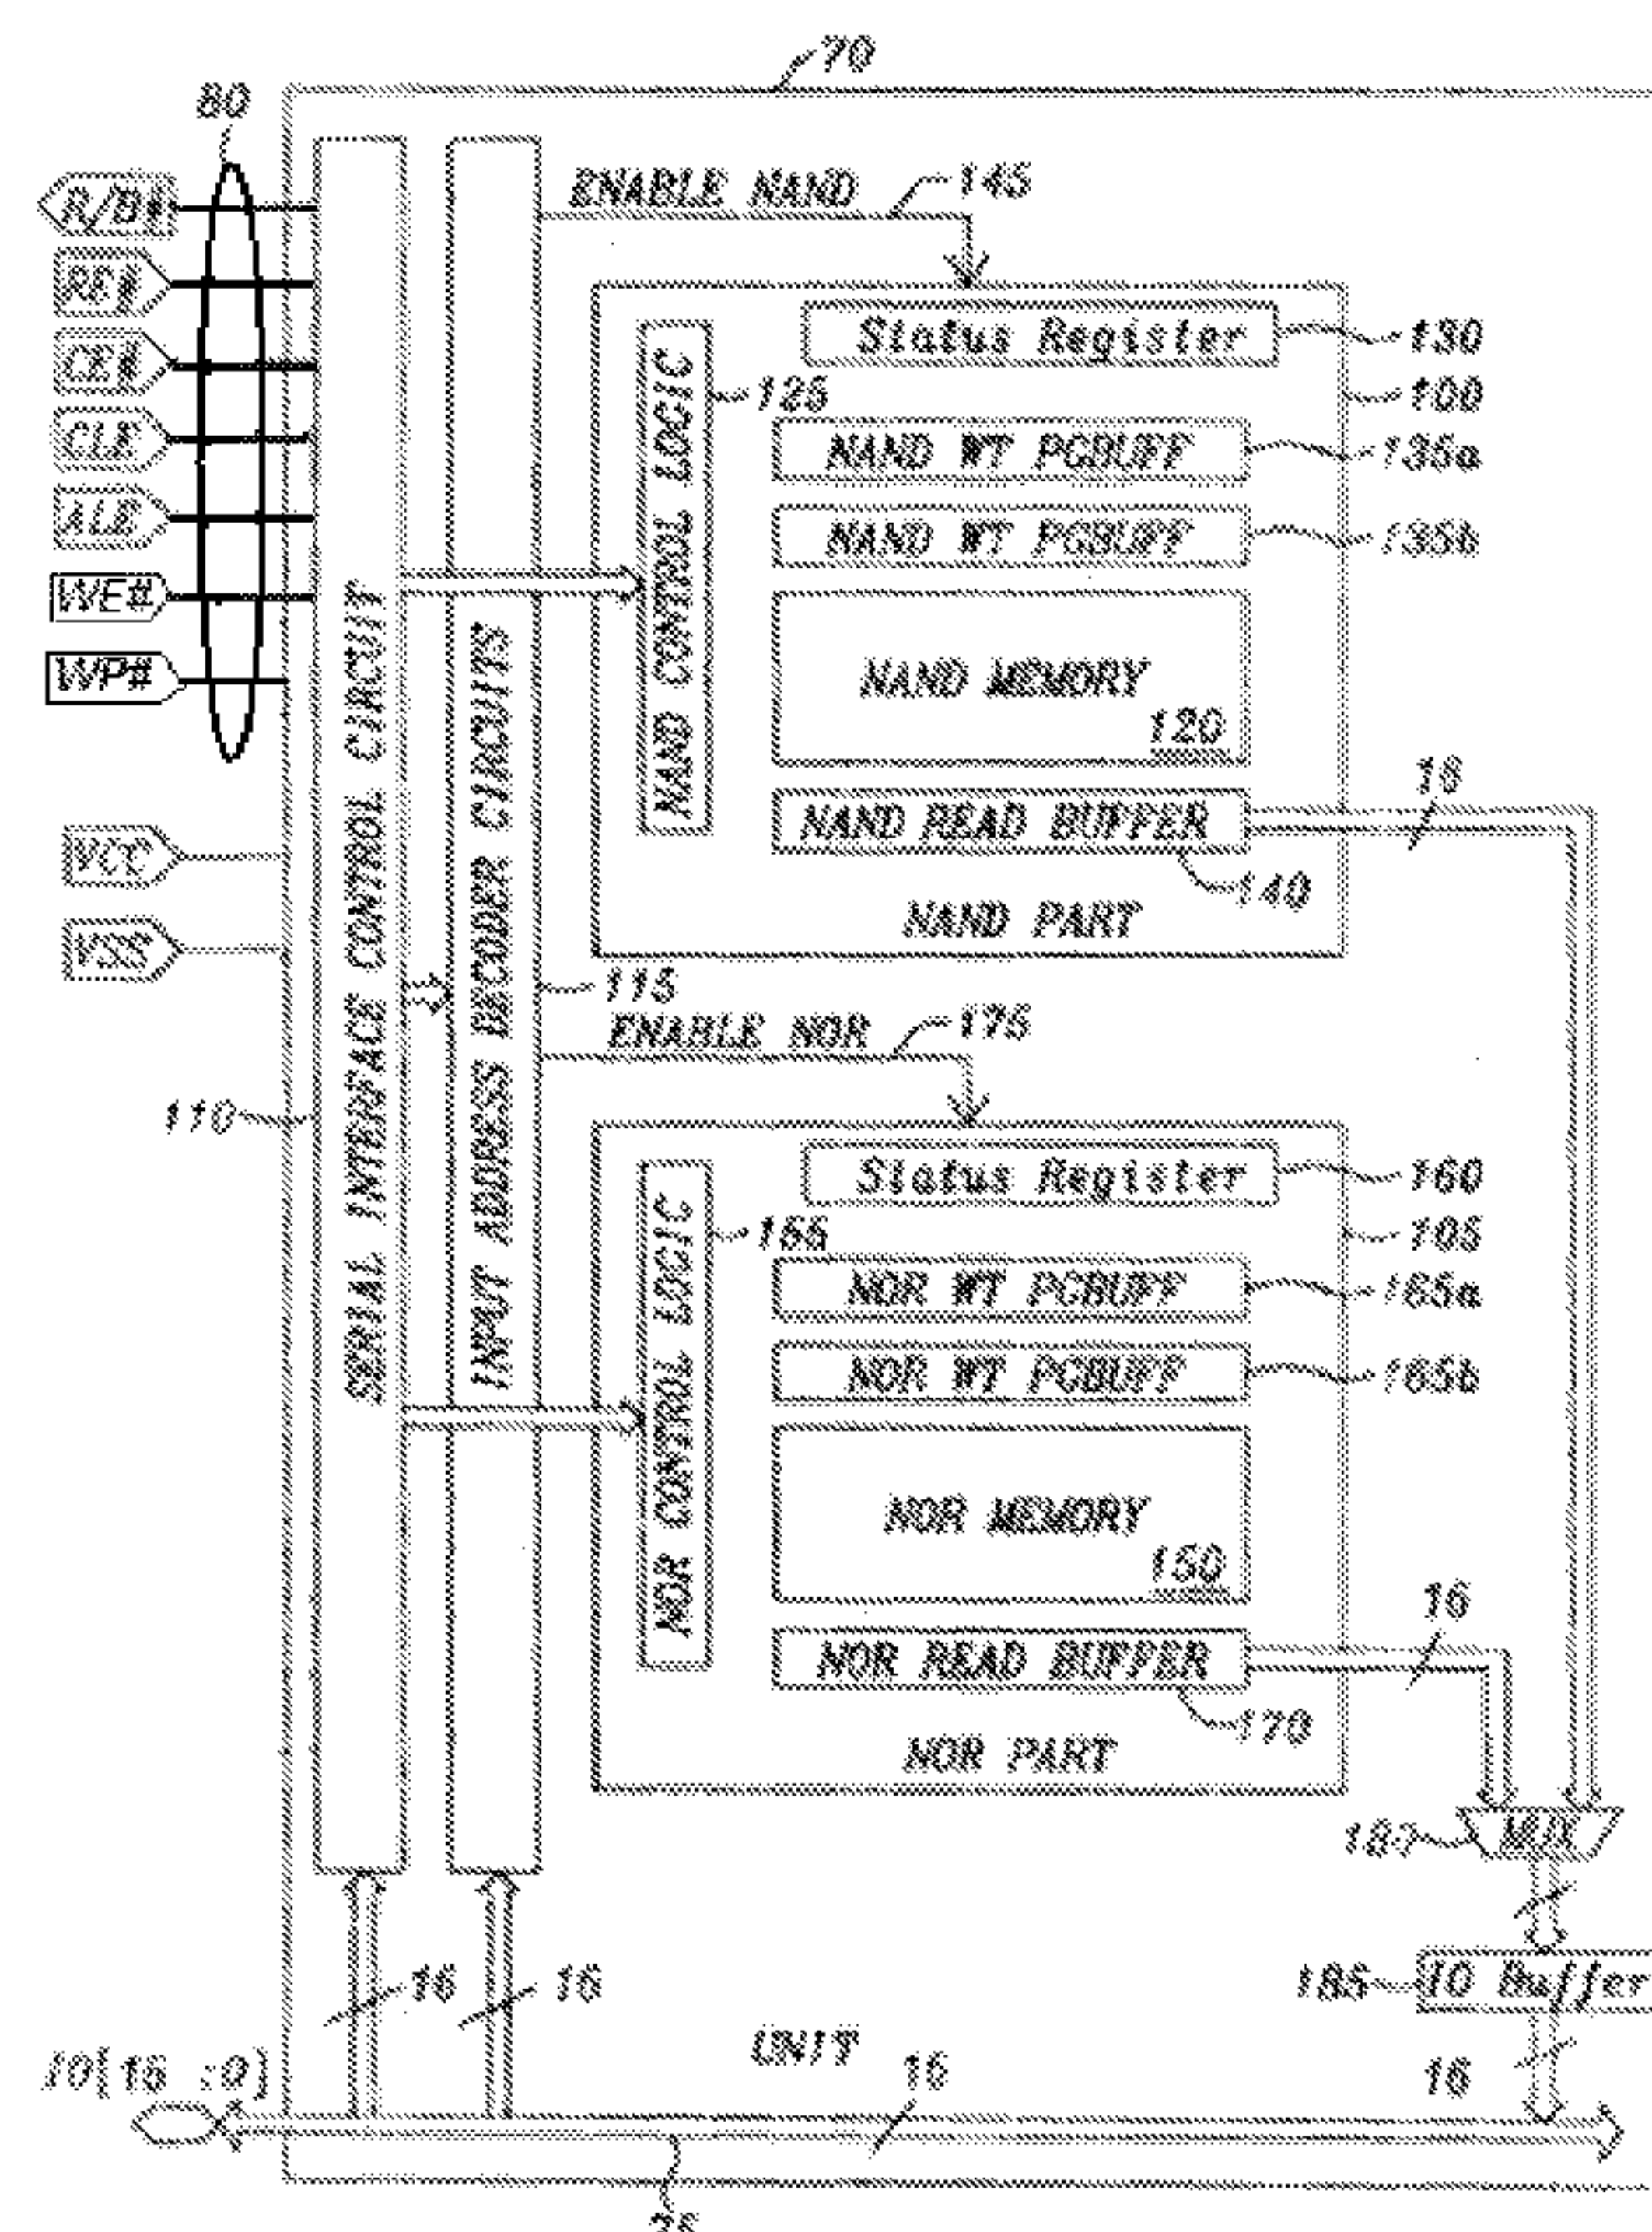 70
80
R/B#
ENABLE NAND
145
RE#
CE#
CLE
ALE
WE#
WP#
VCC
VSS
110
SERIAL INTERFACE CONTROL CIRCUIT
INPUT ADDRESS DECODER CIRCUITS
115
NAND CONTROL LOGIC
125
Status Register
130
100
NAND WT PGBUFF
135a
NAND WT PGBUFF
135b
NAND MEMORY
120
NAND READ BUFFER
16
140
NAND PART
ENABLE NOR
175
NOR CONTROL LOGIC
155
Status Register
160
105
NOR WT PGBUFF
165a
NOR WT PGBUFF
165b
NOR MEMORY
150
NOR READ BUFFER
16
170
NOR PART
MUX
185
IO Buffer
16
16
UNIT
16
16
IO[15 :0]